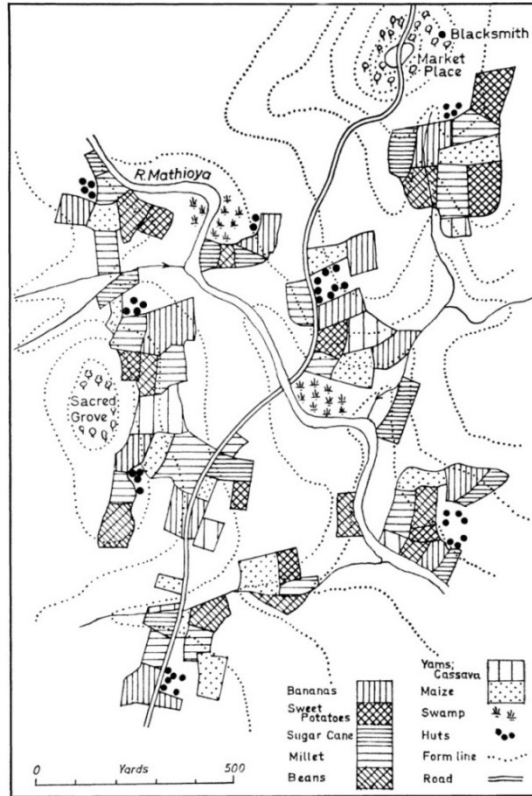 Blacksmith
Market
Place
R. Mathioya
Sacred
Grove
Yams;
Cassava
Bananas
Maize
Sweet
Potatoes
Swamp
Sugar Cane
Huts
Millet
Form line
Beans
Road
0 Yards 500